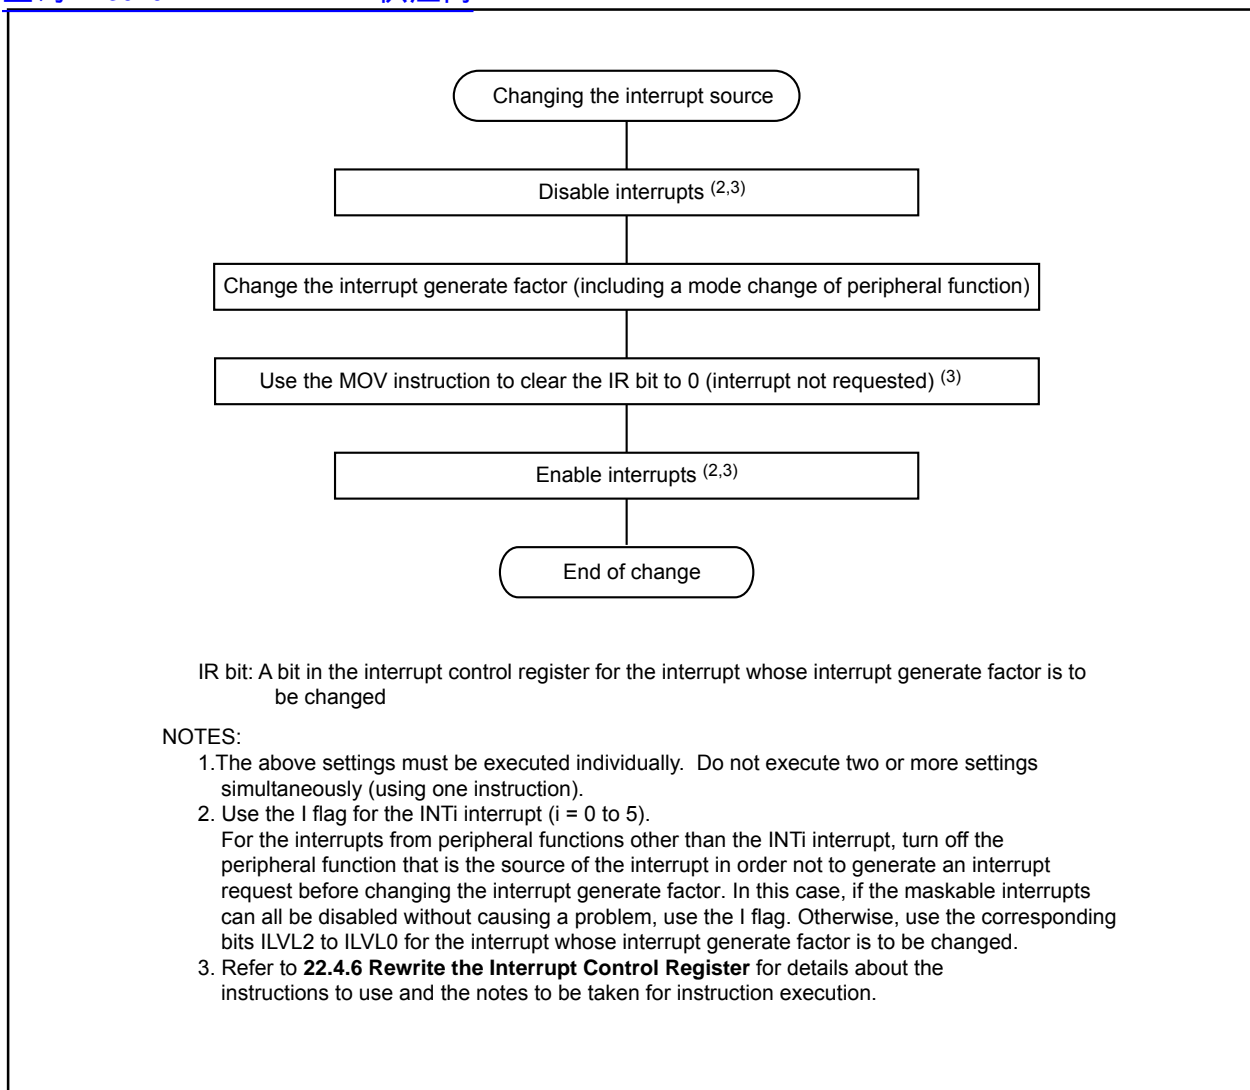 Changing the interrupt source
Disable interrupts (2,3)
Change the interrupt generate factor (including a mode change of peripheral function)
Use the MOV instruction to clear the IR bit to 0 (interrupt not requested) (3)
Enable interrupts (2,3)
End of change
IR bit: A bit in the interrupt control register for the interrupt whose interrupt generate factor is to
be changed
NOTES:
1.The above settings must be executed individually.  Do not execute two or more settings
simultaneously (using one instruction).
2. Use the I flag for the INTi interrupt (i = 0 to 5).
For the interrupts from peripheral functions other than the INTi interrupt, turn off the
peripheral function that is the source of the interrupt in order not to generate an interrupt
request before changing the interrupt generate factor. In this case, if the maskable interrupts
can all be disabled without causing a problem, use the I flag. Otherwise, use the corresponding
bits ILVL2 to ILVL0 for the interrupt whose interrupt generate factor is to be changed.
3. Refer to 22.4.6 Rewrite the Interrupt Control Register for details about the
instructions to use and the notes to be taken for instruction execution.